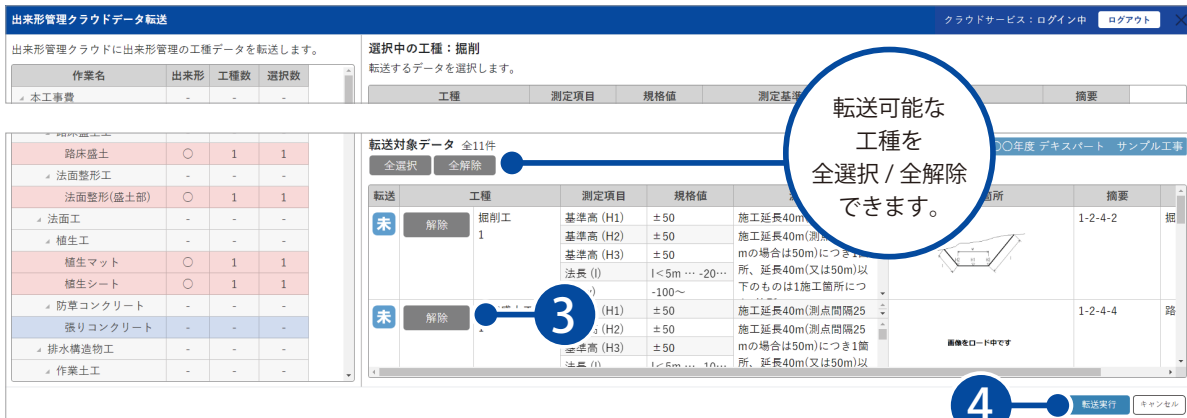 出来形管理クラウドデータ転送
クラウドサービス：ログイン中 ログアウト
出来形管理クラウドに出来形管理の工種データを転送します。
作業名 出来形 工種数 選択数
本工事費 - - -
選択中の工種：掘削
転送するデータを選択します。
工種 測定項目 規格値 測定基準 摘要
路床盛土 ○ 1 1
法面整形工 - - -
法面整形(盛土部) ○ 1 1
法面工 - - -
植生工 - - -
植生マット ○ 1 1
植生シート ○ 1 1
防草コンクリート - - -
張りコンクリート - - -
排水構造物工 - - -
作業土工 - - -
転送対象データ 全11件
全選択 全解除
○○年度 デキスパート サンプル工事
転送可能な
工種を
全選択 / 全解除
できます。
転送 工種 測定項目 規格値 所 摘要
未 解除 掘削工 1
基準高 (H1) ±50
基準高 (H2) ±50
基準高 (H3) ±50
法長 (l) l<5m … -20…
-100～
施工延長40m
施工延長40m(測点
mの場合は50m)につき1
所、延長40m(又は50m)以
下のものは1施工箇所につ
1-2-4-2 掘
未 解除
3
(H1) ±50
(H2) ±50
基準高 (H3) ±50
法長 (l) l<5m … -10…
施工延長40m(測点間隔25
施工延長40m(測点間隔25
mの場合は50m)につき1箇
所、延長40m(又は50m)以
画像をロード中です
1-2-4-4 路
4
転送実行 キャンセル